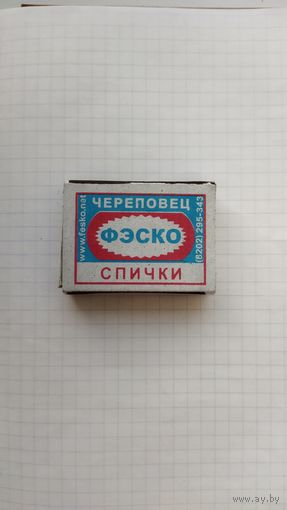 ЧЕРЕПОВЕЦ
www.fesko.net
ФЭСКО
(8202) 295-343
СПИЧКИ
www.ay.by